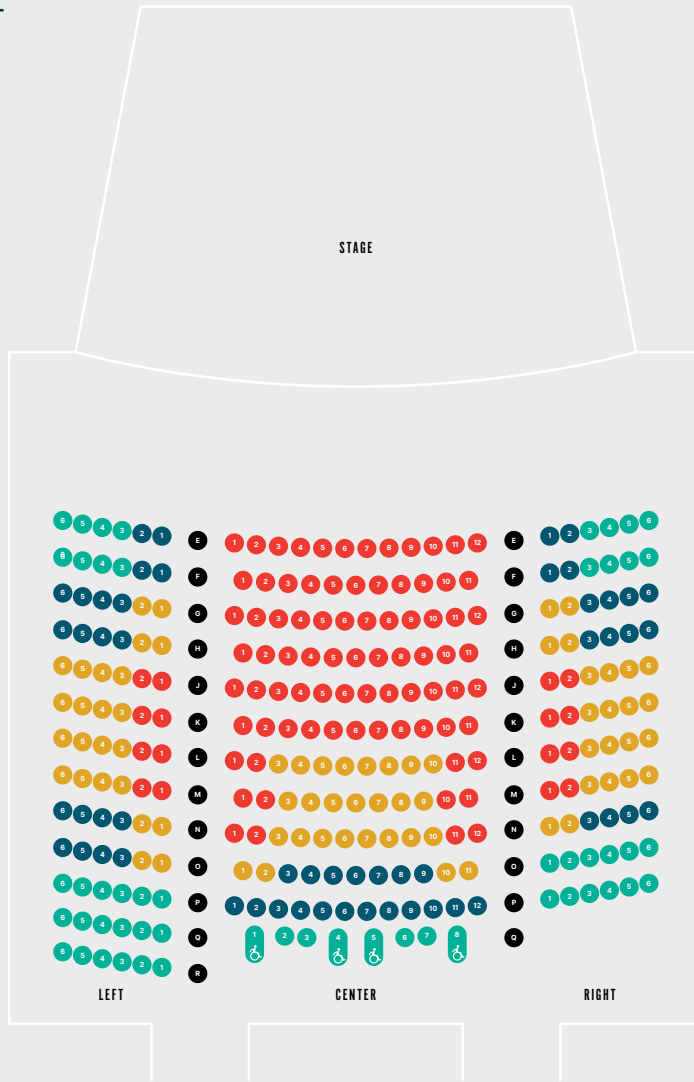 STAGE
6 5 4 3 2 1 E 1 2 3 4 5 6 7 8 9 10 11 12 E 1 2 3 4 5 6
5 4 3 2 1 F 1 2 3 4 5 6 7 8 9 10 11 F 1 2 3 4 5 6
6 5 4 3 2 1 G 1 2 3 4 5 6 7 8 9 10 11 12 G 1 2 3 4 5 6
6 5 4 3 2 1 H 1 2 3 4 5 6 7 8 9 10 11 H 1 2 3 4 5 6
6 5 4 3 2 1 J 1 2 3 4 5 6 7 8 9 10 11 12 J 1 2 3 4 5 6
6 5 4 3 2 1 K 1 2 3 4 5 6 7 8 9 10 11 K 1 2 3 4 5 6
6 5 4 3 2 1 L 1 2 3 4 5 6 7 8 9 10 11 12 L 1 2 3 4 5 6
6 5 4 3 2 1 M 1 2 3 4 5 6 7 8 9 10 11 M 1 2 3 4 5 6
6 5 4 3 2 1 N 1 2 3 4 5 6 7 8 9 10 11 12 N 1 2 3 4 5 6
6 5 4 3 2 1 O 1 2 3 4 5 6 7 8 9 10 11 O 1 2 3 4 5 6
6 5 4 3 2 1 P 1 2 3 4 5 6 7 8 9 10 11 12 P 1 2 3 4 5 6
6 5 4 3 2 1 Q 1 2 3 4 5 6 7 8 Q
6 5 4 3 2 1 R
LEFT CENTER RIGHT